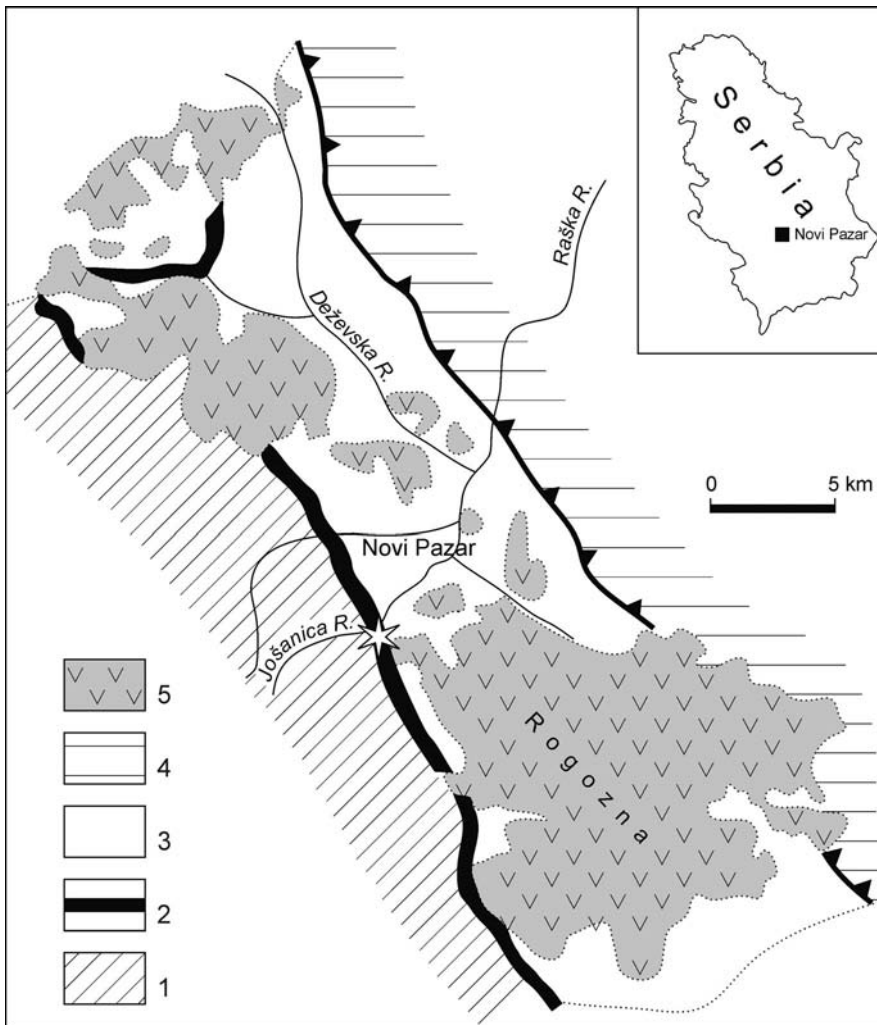 Serbia
Novi Pazar
Raška R.
Deževska R.
0 5 km
Novi Pazar
Jošanica R.
Rogozna
5
4
3
2
1